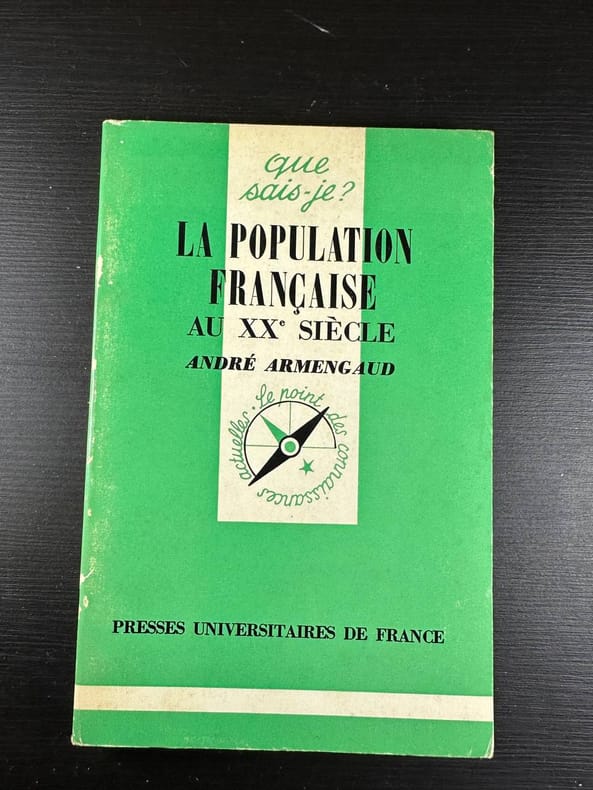 que
sais-je?
LA POPULATION
FRANÇAISE
AU XXe SIÈCLE
ANDRÉ ARMENGAUD
Le point des connaissances actuelles.
PRESSES UNIVERSITAIRES DE FRANCE